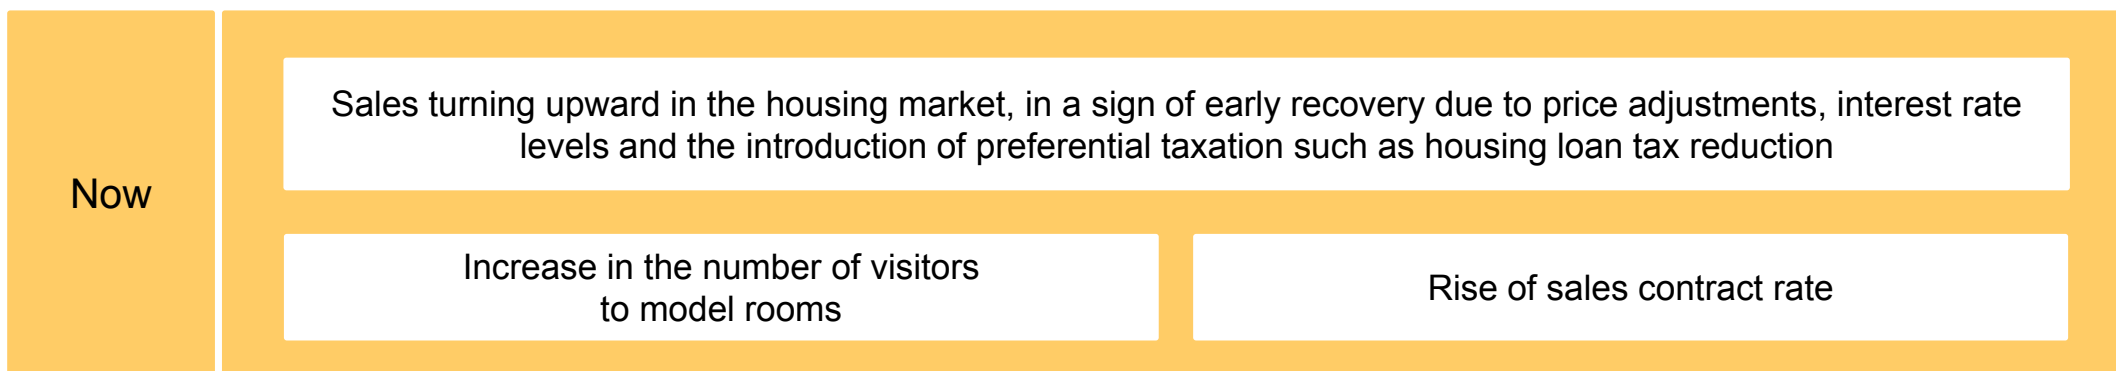 Now
Sales turning upward in the housing market, in a sign of early recovery due to price adjustments, interest rate
levels and the introduction of preferential taxation such as housing loan tax reduction
Increase in the number of visitors
to model rooms
Rise of sales contract rate